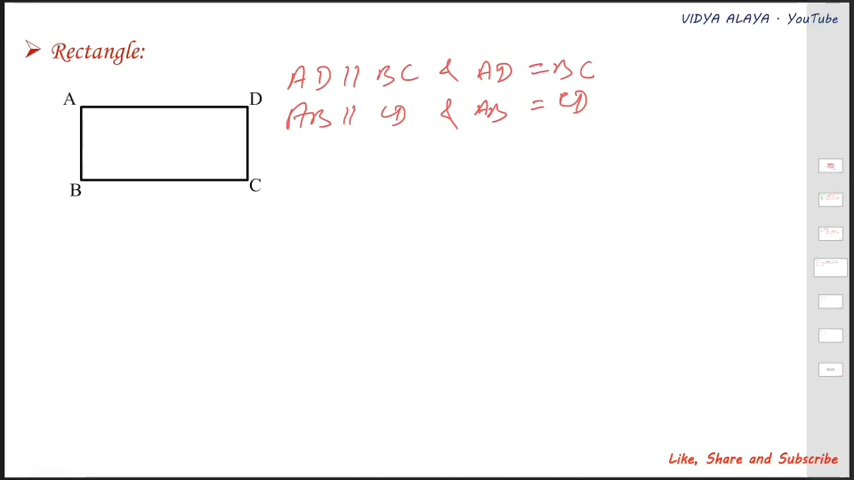 VIDYA ALAYA · YouTube
➢ Rectangle:
AD || BC & AD = BC
AB || CD & AB = CD
A D
B C
Like, Share and Subscribe